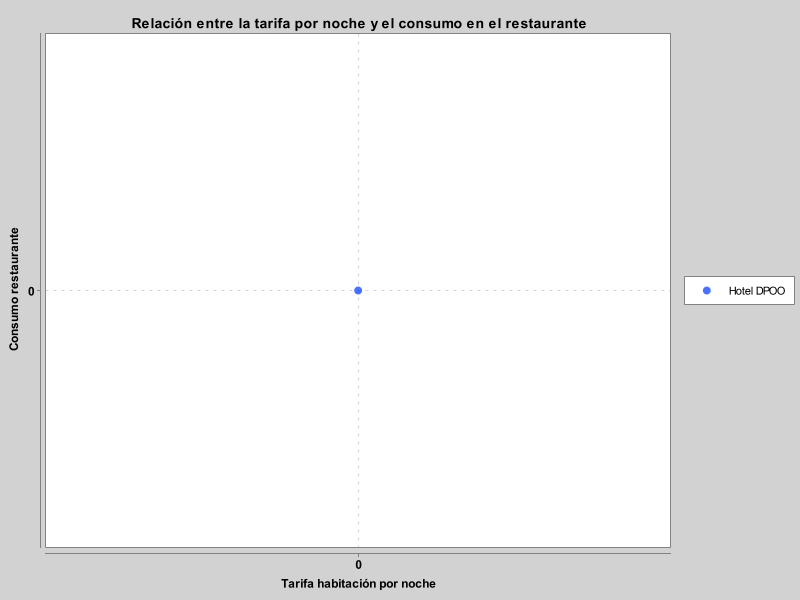 Relación entre la tarifa por noche y el consumo en el restaurante
Consumo restaurante
0
Hotel DPOO
0
Tarifa habitación por noche